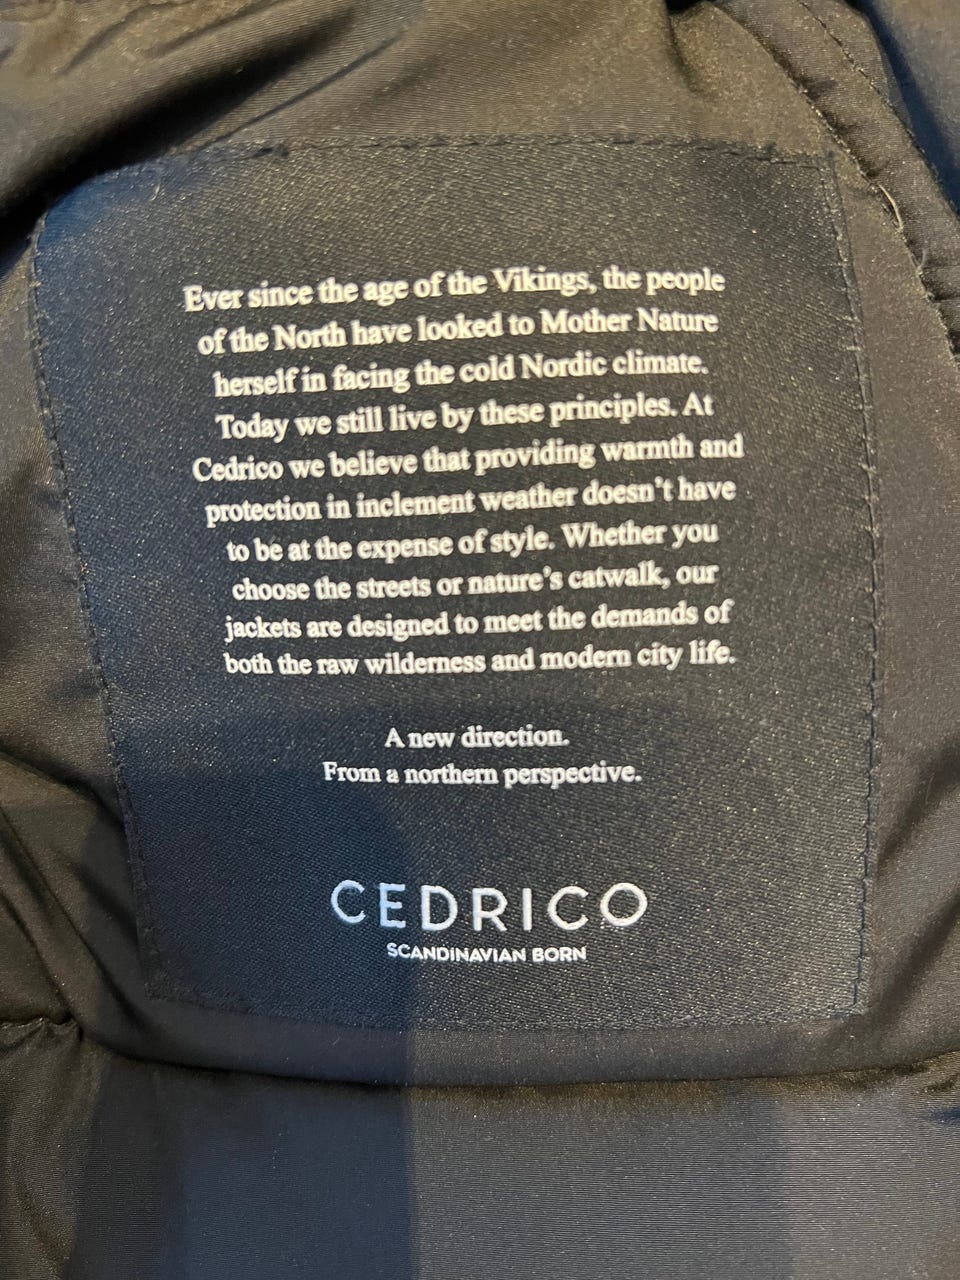 Ever since the age of the Vikings, the people
of the North have looked to Mother Nature
herself in facing the cold Nordic climate.
Today we still live by these principles. At
Cedrico we believe that providing warmth and
protection in inclement weather doesn't have
to be at the expense of style. Whether you
choose the streets or nature's catwalk, our
jackets are designed to meet the demands of
both the raw wilderness and modern city life.
A new direction.
From a northern perspective.
CEDRICO
SCANDINAVIAN BORN